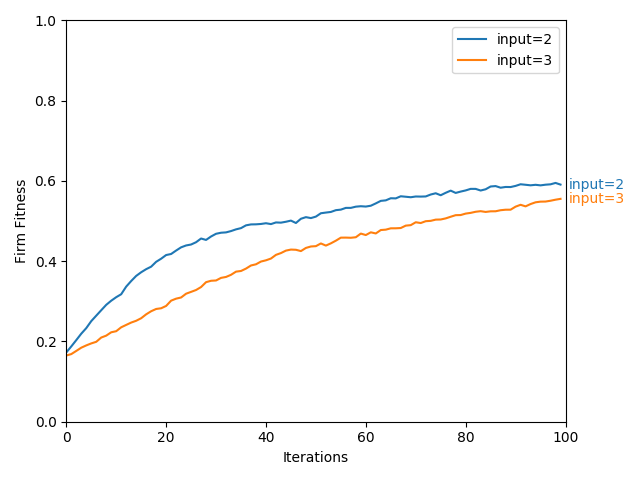 1.0
0.8
0.6
0.4
0.2
0.0
Firm Fitness
input=2
input=3
input=2
input=3
0 20 40 60 80 100
Iterations